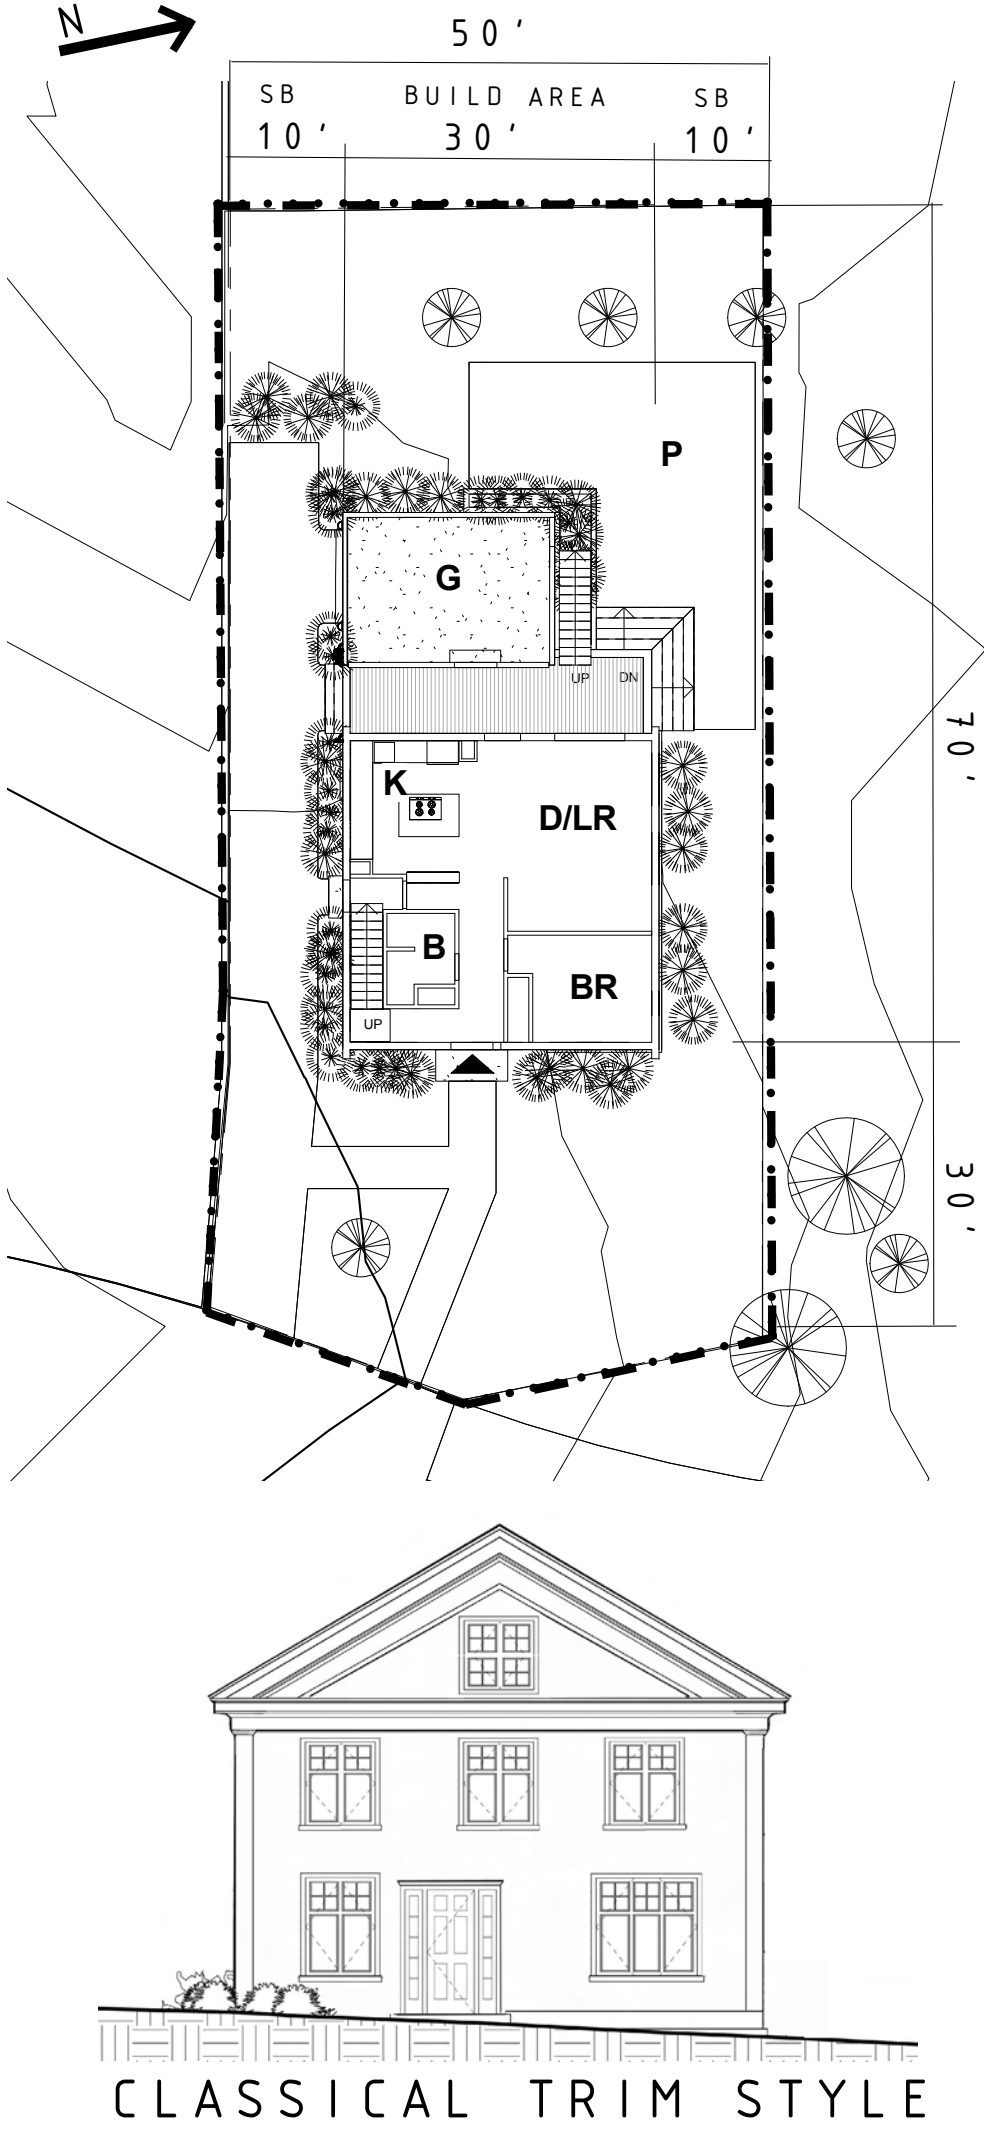 N
50'
SB BUILD AREA SB
10' 30' 10'
P
G
UP DN
70'
K
D/LR
B
BR
UP
30'
CLASSICAL TRIM STYLE